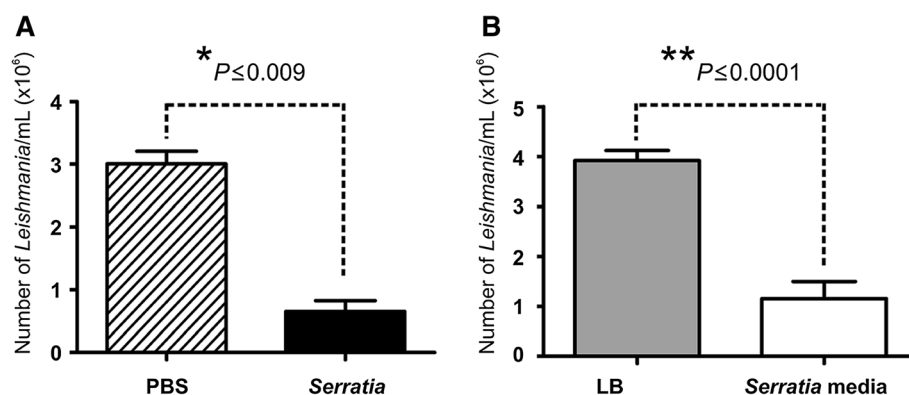 A
* P≤0.009
Number of Leishmania/mL (x10⁶)
4
3
2
1
0
PBS
Serratia
B
** P≤0.0001
Number of Leishmania/mL (x10⁶)
5
4
3
2
1
0
LB
Serratia media